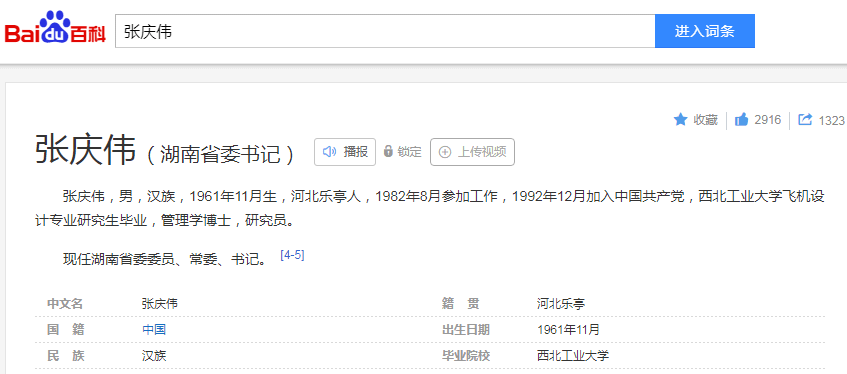 Bai du 百科
张庆伟
进入词条
收藏 2916 1323
张庆伟（湖南省委书记） 播报 锁定 上传视频
张庆伟，男，汉族，1961年11月生，河北乐亭人，1982年8月参加工作，1992年12月加入中国共产党，西北工业大学飞机设
计专业研究生毕业，管理学博士，研究员。
现任湖南省委委员、常委、书记。 [4-5]
中文名 张庆伟 籍 贯 河北乐亭
国 籍 中国 出生日期 1961年11月
民 族 汉族 毕业院校 西北工业大学